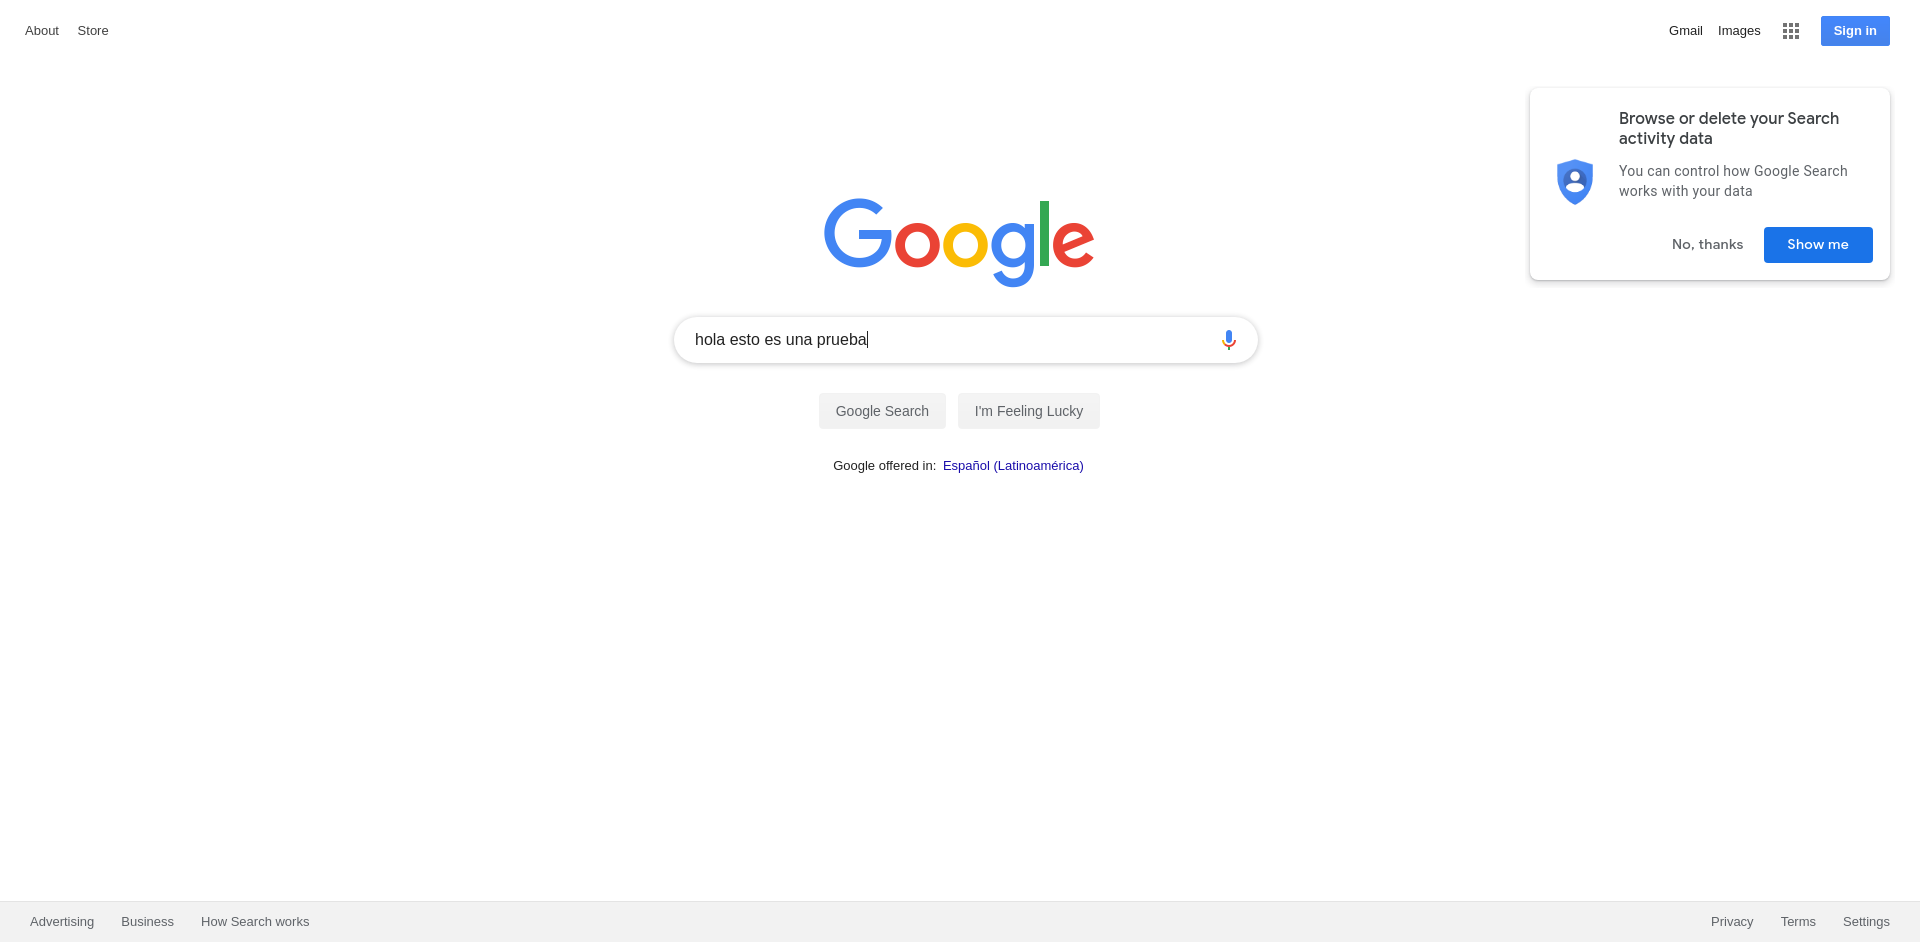 About Store
Gmail Images Sign in
Browse or delete your Search
activity data
You can control how Google Search
works with your data
No, thanks Show me
Google
hola esto es una prueba
Google Search I'm Feeling Lucky
Google offered in: Español (Latinoamérica)
Advertising Business How Search works
Privacy Terms Settings